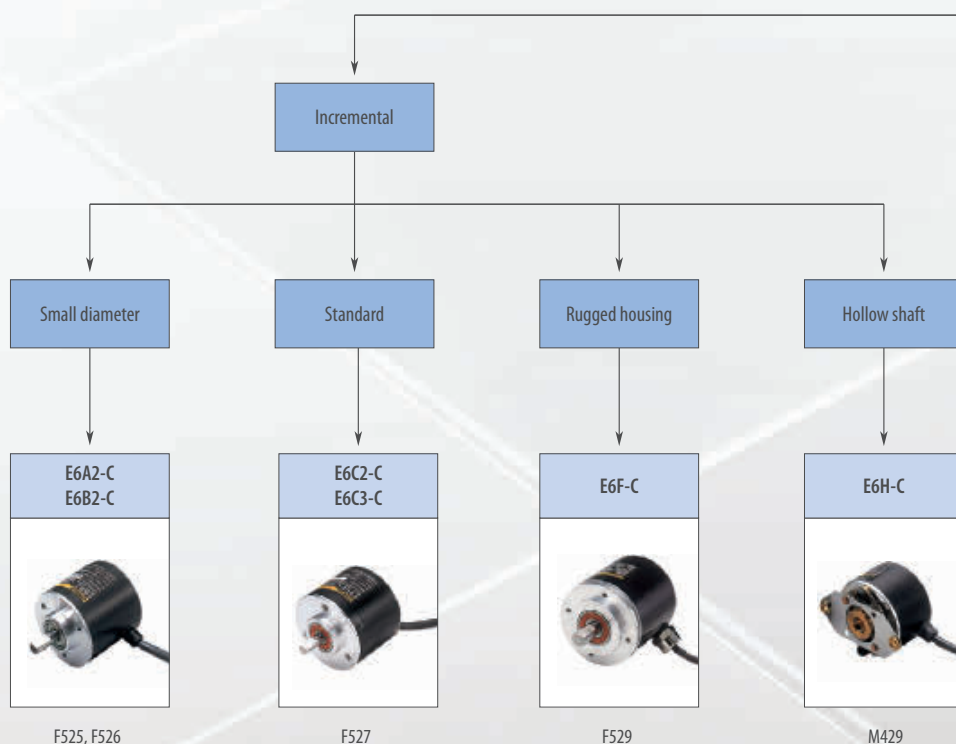 Incremental
Small diameter
Standard
Rugged housing
Hollow shaft
E6A2-C
E6B2-C
E6C2-C
E6C3-C
E6F-C
E6H-C
F525, F526
F527
F529
M429